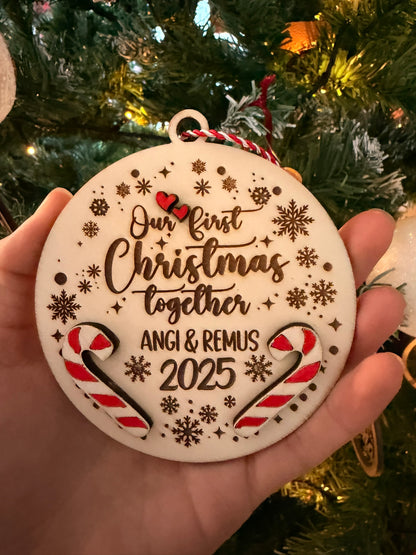 Our first
Christmas
together
ANGI & REMUS
2025